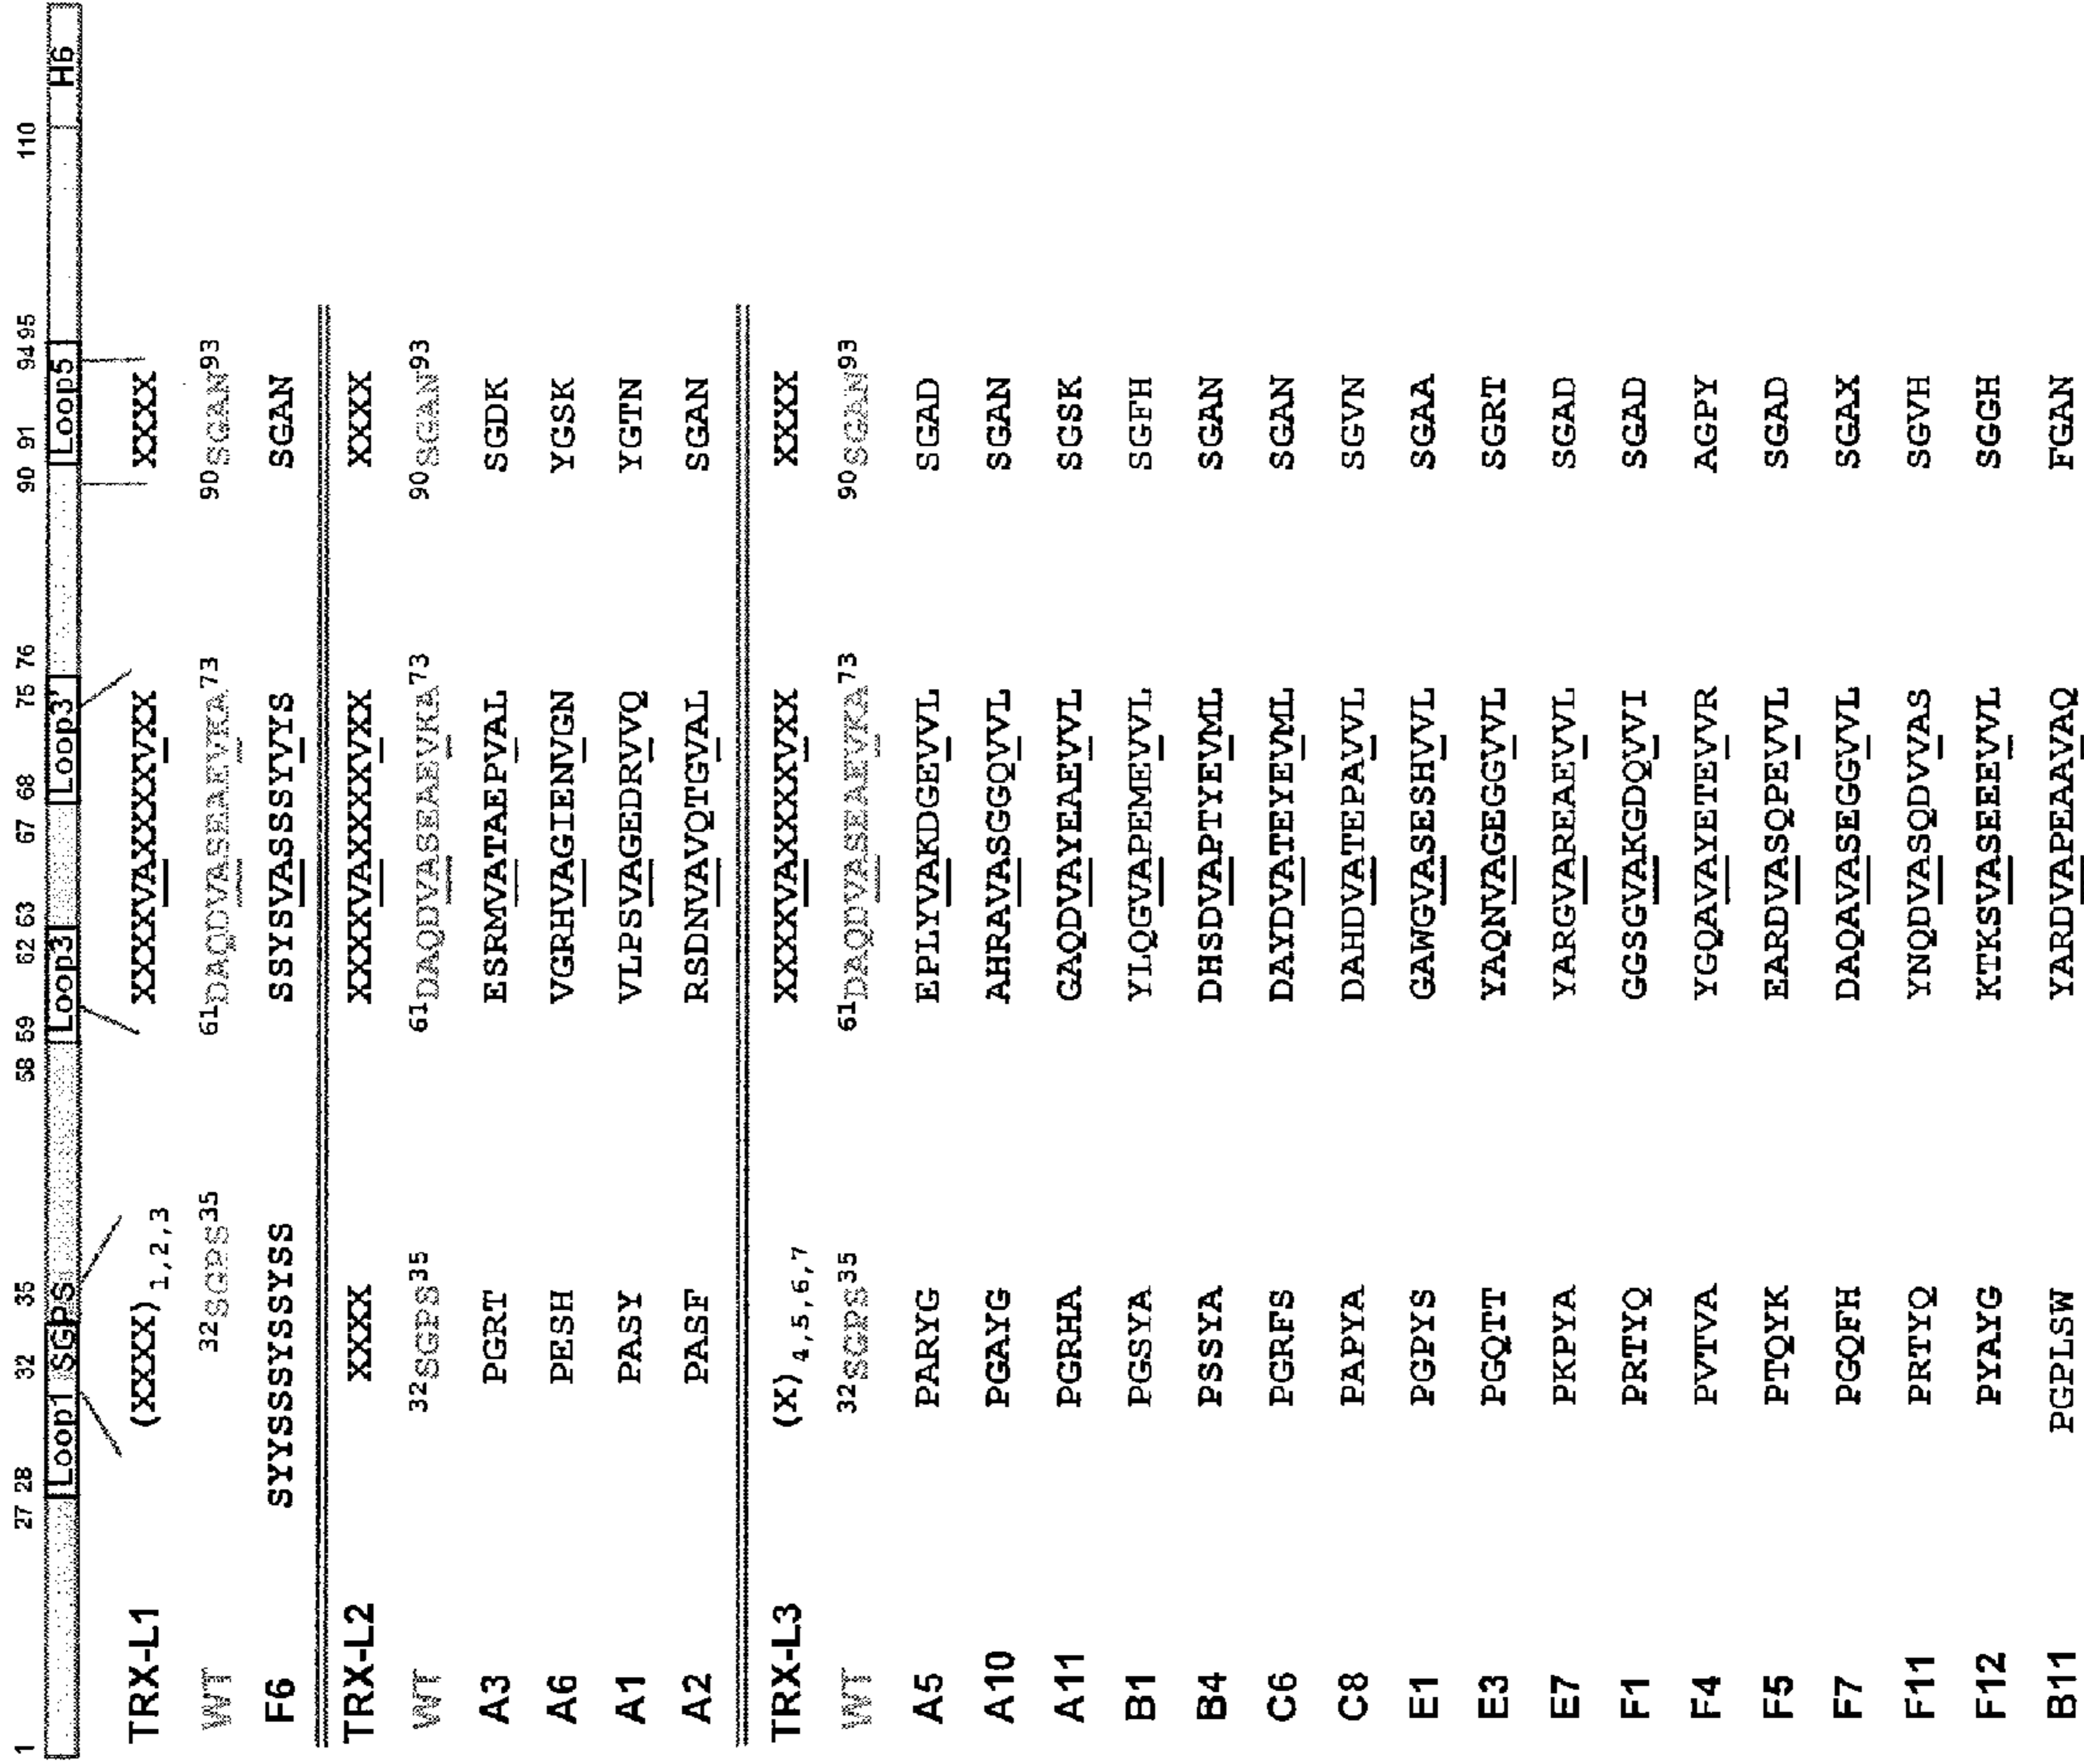 1 27 28 32 35 58 59 62 63 67 68 75 76 90 91 94 95 110
Loop1 SGPS Loop3 Loop3' Loop5 H6
TRX-L1 (XXXX)1,2,3 XXXXVAXXXXXVXX XXXX
WT 32SGPS35 61DAQDVASEAEVKA73 90SGAN93
F6 SYYSSSYSSYSS SSYSVASSSYVYS SGAN
TRX-L2 XXXX XXXXVAXXXXVXX XXXX
WT 32SGPS35 61DAQDVASEAEVKA73 90SGAN93
A3 PGRT ESRMVATAEPVAL SGDK
A6 PESH VGRHVAGIENVGN YGSK
A1 PASY VLPSVAGEDRVVQ YGTN
A2 PASF RSDNVAVQTGVAL SGAN
TRX-L3 (X)4,5,6,7 XXXXVAXXXXVXX XXXX
WT 32SGPS35 61DAQDVASEAEVKA73 90SGAN93
A5 PARYG EPLYVAKDGEVVL SGAD
A10 PGAYG AHRAVASGGQVVL SGAN
A11 PGRHA GAQDVAYEAEVVL SGSK
B1 PGSYA YLQGVAPEMEVVL SGFH
B4 PSSYA DHSDVAPTYEVML SGAN
C6 PGRFS DAYDVATEYEVML SGAN
C8 PAPYA DAHDVATEPAVVL SGVN
E1 PGPYS GAWGVASESHVVL SGAA
E3 PGQTT YAQNVAGEGGVVL SGRT
E7 PKPYA YARGVAREAEVVL SGAD
F1 PRTYQ GGSGVAKGDQVVI SGAD
F4 PVTVA YGQAVAYETEVVR AGPY
F5 PTQYK EARDVASQPEVVL SGAD
F7 PGQFH DAQAVASEGGVVL SGAX
F11 PRTYQ YNQDVASQDVVAS SGVH
F12 PYAYG KTKSVASEEEVVL SGGH
B11 PGPLSW YARDVAPEAAVAQ FGAN